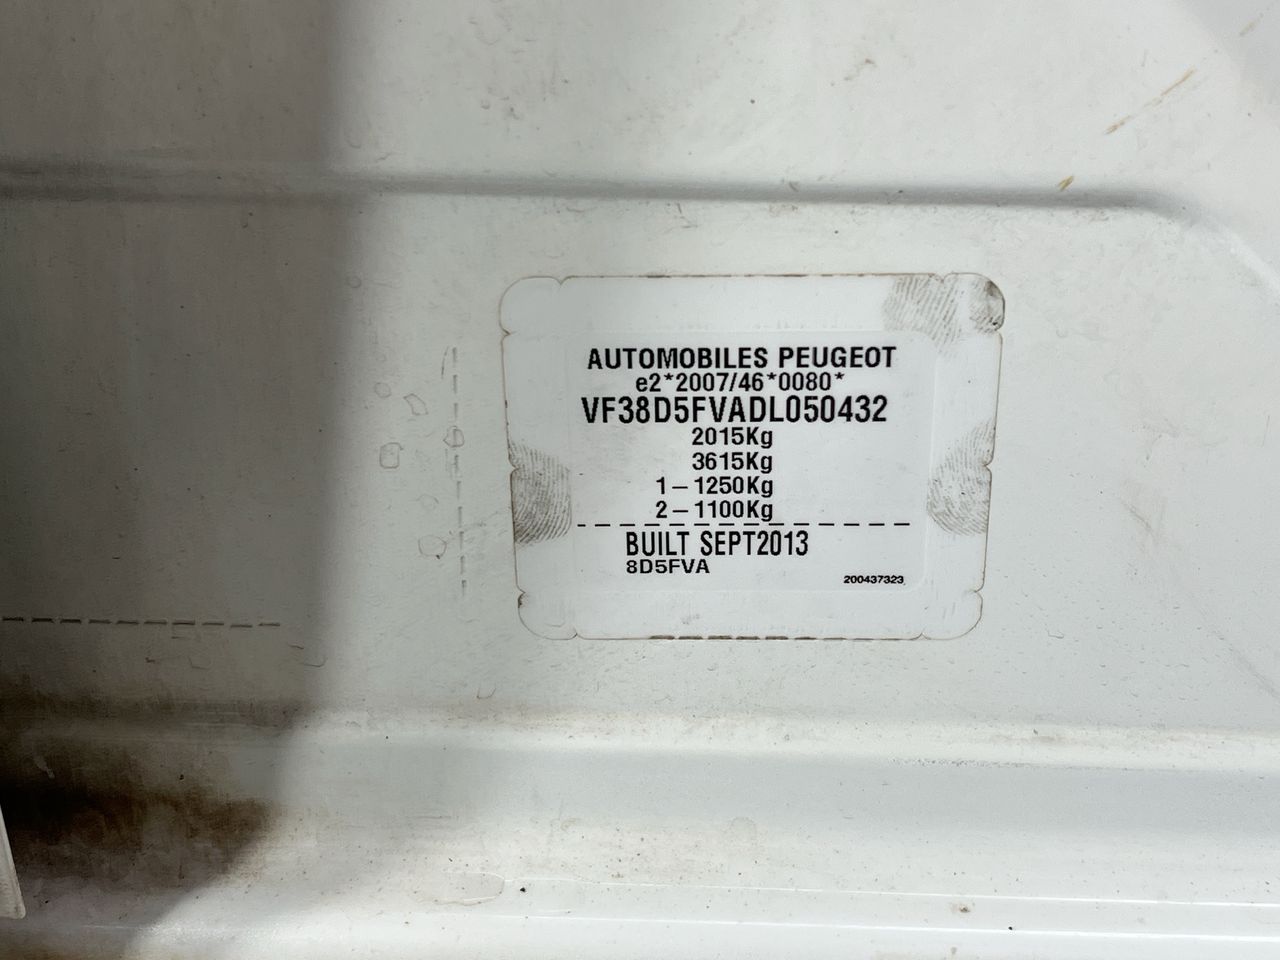 AUTOMOBILES PEUGEOT
e2*2007/46*0080*
VF38D5FVADL050432
2015Kg
3615Kg
1-1250Kg
2-1100Kg
BUILT SEPT2013
8D5FVA
200437323